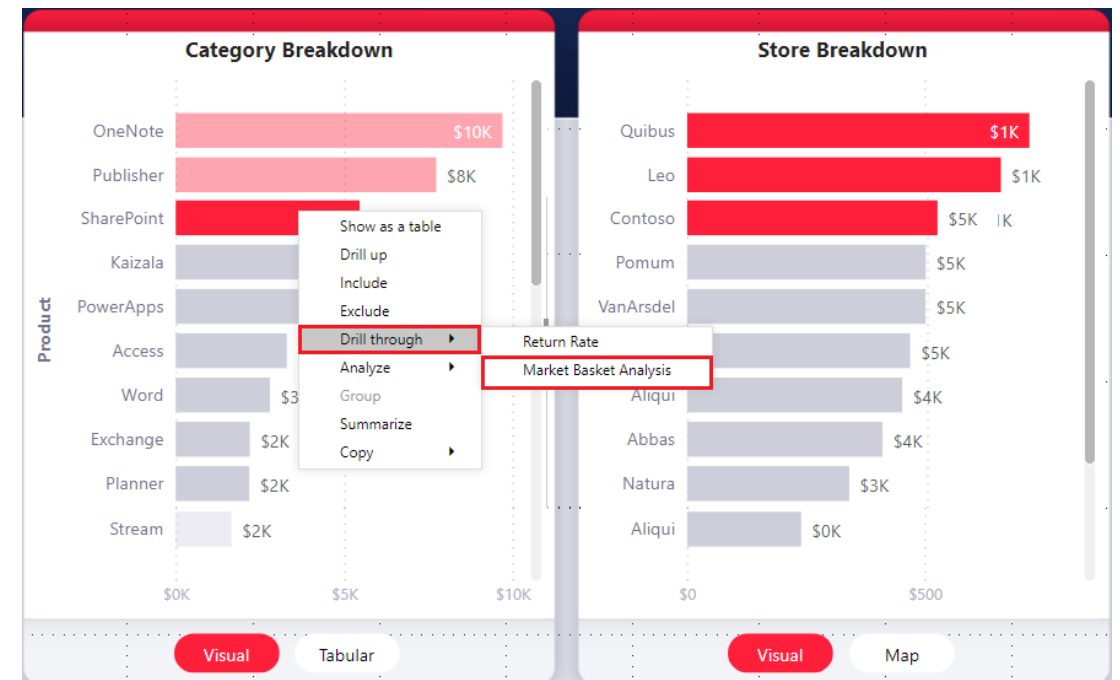 Category Breakdown
Product
OneNote $10K
Publisher $8K
SharePoint
Kaizala
PowerApps
Access
Word $3
Exchange $2K
Planner $2K
Stream $2K
$0K $5K $10K
Visual Tabular
Show as a table
Drill up
Include
Exclude
Drill through
Analyze
Group
Summarize
Copy
Return Rate
Market Basket Analysis
Store Breakdown
Quibus $1K
Leo $1K
Contoso $5K 1K
Pomum $5K
VanArsdel $5K
$5K
Aliqui $4K
Abbas $4K
Natura $3K
Aliqui $0K
$0 $500
Visual Map